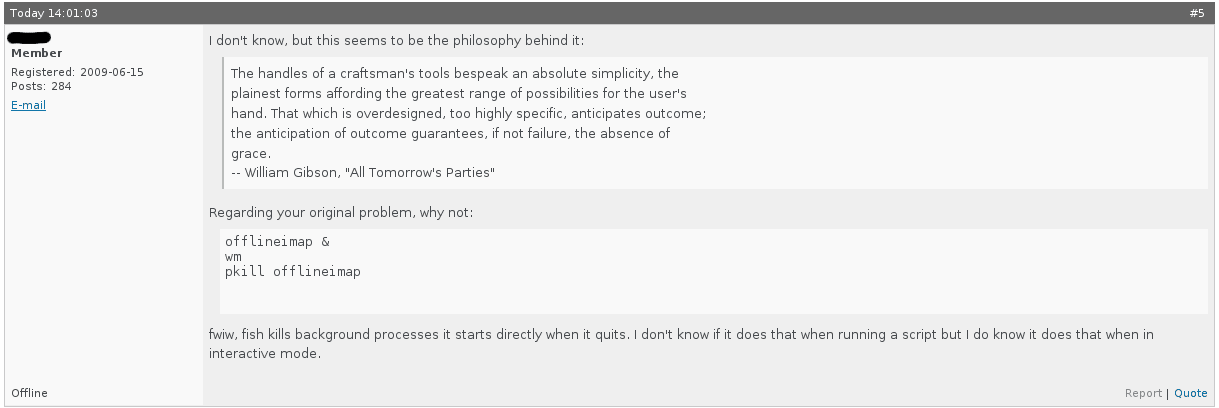 Today 14:01:03 #5
Member
Registered: 2009-06-15
Posts: 284
E-mail
I don't know, but this seems to be the philosophy behind it:
The handles of a craftsman's tools bespeak an absolute simplicity, the
plainest forms affording the greatest range of possibilities for the user's
hand. That which is overdesigned, too highly specific, anticipates outcome;
the anticipation of outcome guarantees, if not failure, the absence of
grace.
-- William Gibson, "All Tomorrow's Parties"
Regarding your original problem, why not:
offlineimap &
wm
pkill offlineimap
fwiw, fish kills background processes it starts directly when it quits. I don't know if it does that when running a script but I do know it does that when in
interactive mode.
Offline
Report | Quote